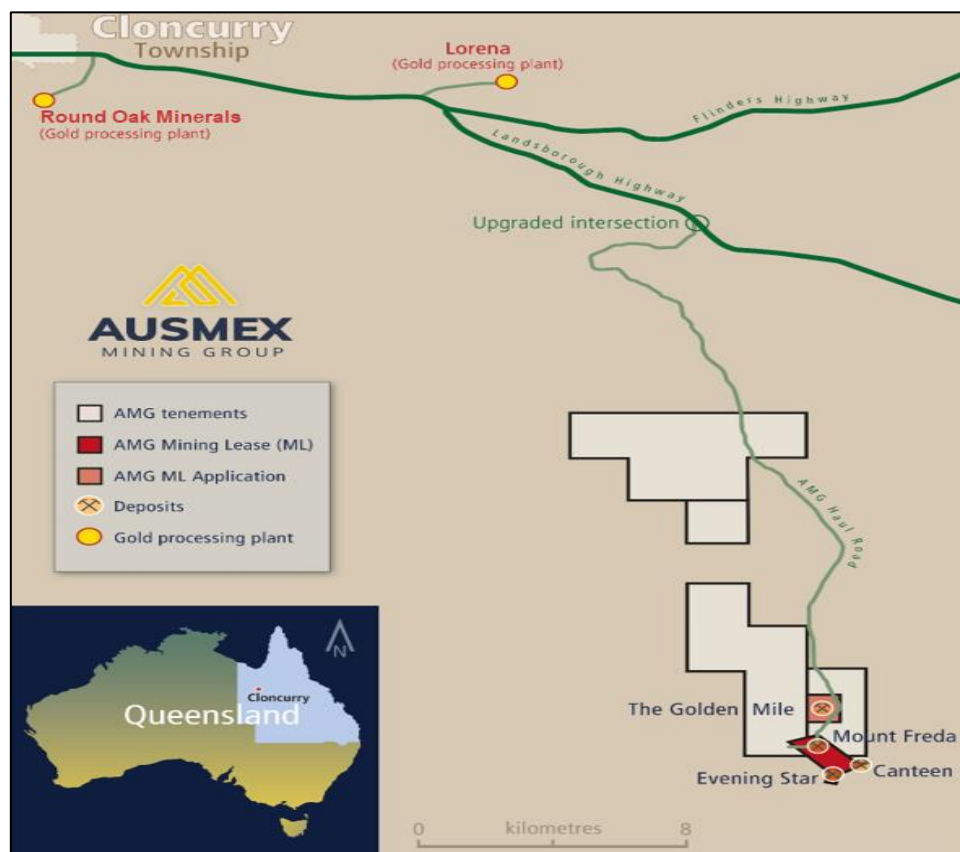 Cloncurry
Township
Lorena
(Gold processing plant)
Round Oak Minerals
(Gold processing plant)
Flinders Highway
Landsborough Highway
Upgraded intersection
AUSMEX
MINING GROUP
AMG tenements
AMG Mining Lease (ML)
AMG ML Application
Deposits
Gold processing plant
AMG Haul Road
N
Cloncurry
Queensland
The Golden Mile
Mount Freda
Canteen
Evening Star
0 kilometres 8